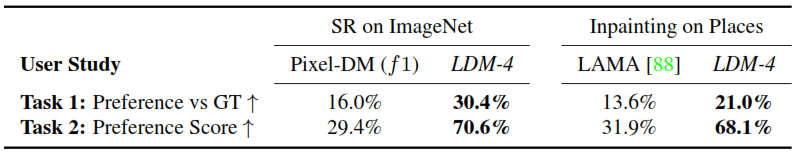 SR on ImageNet Inpainting on Places
User Study Pixel-DM (f1) LDM-4 LAMA [88] LDM-4
Task 1: Preference vs GT ↑ 16.0% 30.4% 13.6% 21.0%
Task 2: Preference Score ↑ 29.4% 70.6% 31.9% 68.1%